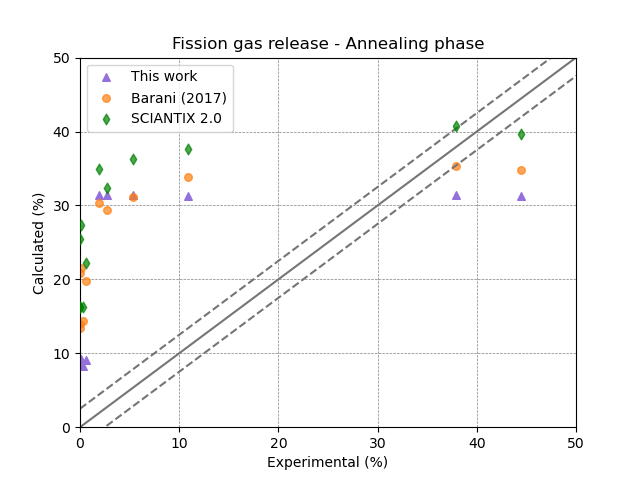 Fission gas release - Annealing phase
This work
Barani (2017)
SCIANTIX 2.0
50
40
30
20
10
0
Calculated (%)
0 10 20 30 40 50
Experimental (%)